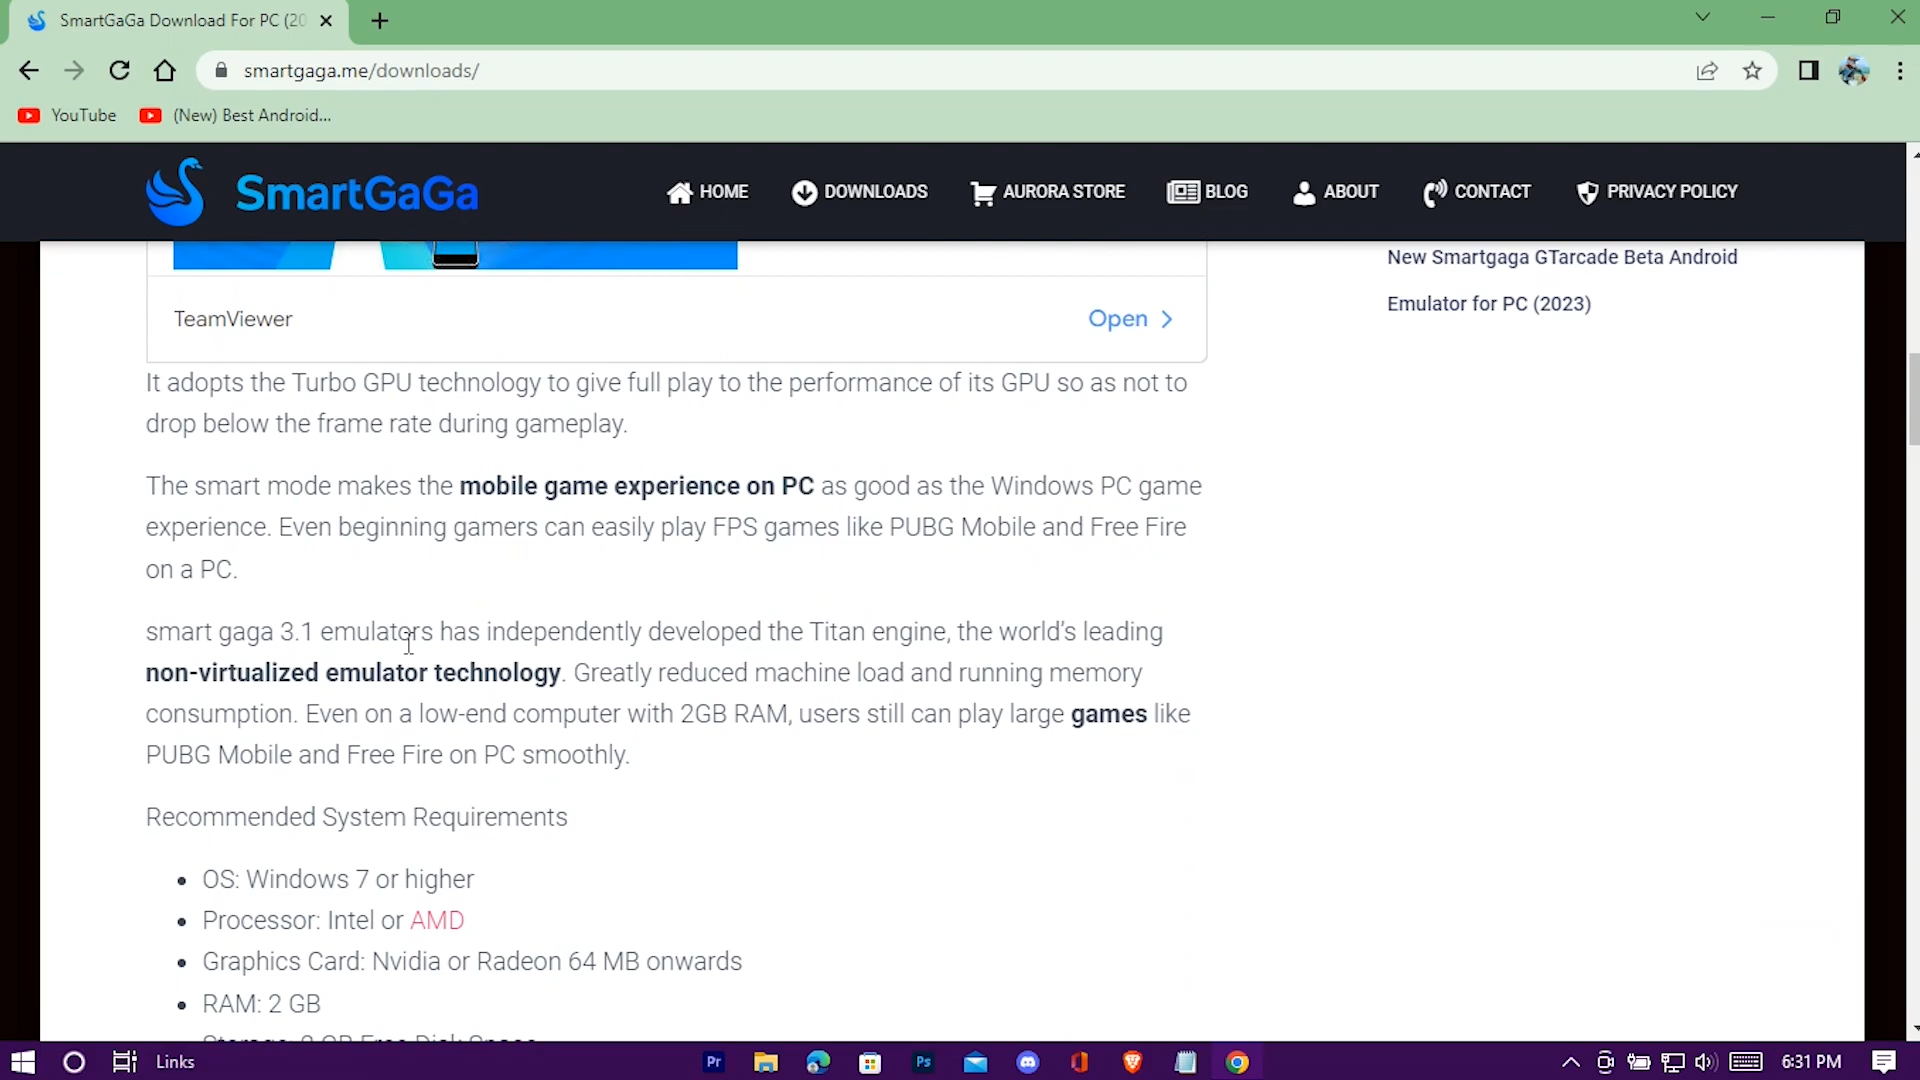 SmartGaGa Download For PC (20
smartgaga.me/downloads/
YouTube (New) Best Android...
SmartGaGa HOME DOWNLOADS AURORA STORE BLOG ABOUT CONTACT PRIVACY POLICY
New Smartgaga GTarcade Beta Android
Emulator for PC (2023)
TeamViewer Open
It adopts the Turbo GPU technology to give full play to the performance of its GPU so as not to
drop below the frame rate during gameplay.
The smart mode makes the mobile game experience on PC as good as the Windows PC game
experience. Even beginning gamers can easily play FPS games like PUBG Mobile and Free Fire
on a PC.
smart gaga 3.1 emulators has independently developed the Titan engine, the world's leading
non-virtualized emulator technology. Greatly reduced machine load and running memory
consumption. Even on a low-end computer with 2GB RAM, users still can play large games like
PUBG Mobile and Free Fire on PC smoothly.
Recommended System Requirements
• OS: Windows 7 or higher
• Processor: Intel or AMD
• Graphics Card: Nvidia or Radeon 64 MB onwards
• RAM: 2 GB
GB Free Disk Space
Links Pr Ps 6:31 PM